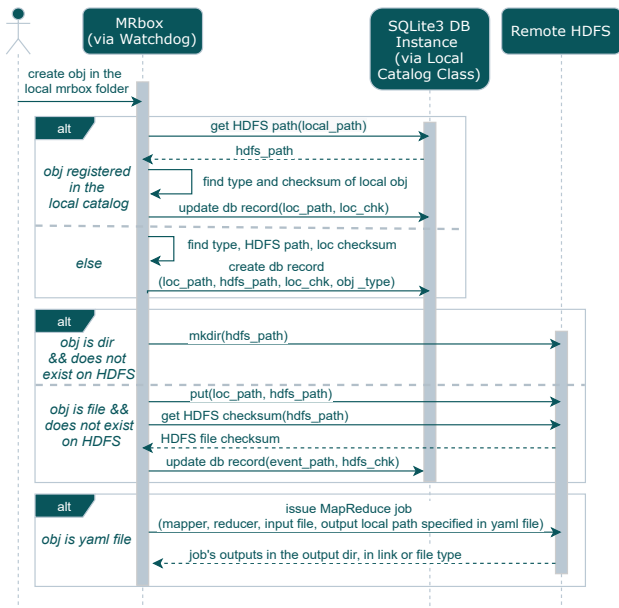 MRbox
(via Watchdog)
SQLite3 DB
Instance
(via Local
Catalog Class)
Remote HDFS
create obj in the
local mrbox folder
alt
get HDFS path(local_path)
hdfs_path
obj registered
in the
local catalog
find type and checksum of local obj
update db record(loc_path, loc_chk)
else
find type, HDFS path, loc checksum
create db record
(loc_path, hdfs_path, loc_chk, obj _type)
alt
obj is dir
&& does not
exist on HDFS
mkdir(hdfs_path)
obj is file &&
does not exist
on HDFS
put(loc_path, hdfs_path)
get HDFS checksum(hdfs_path)
HDFS file checksum
update db record(event_path, hdfs_chk)
alt
obj is yaml file
issue MapReduce job
(mapper, reducer, input file, output local path specified in yaml file)
job's outputs in the output dir, in link or file type